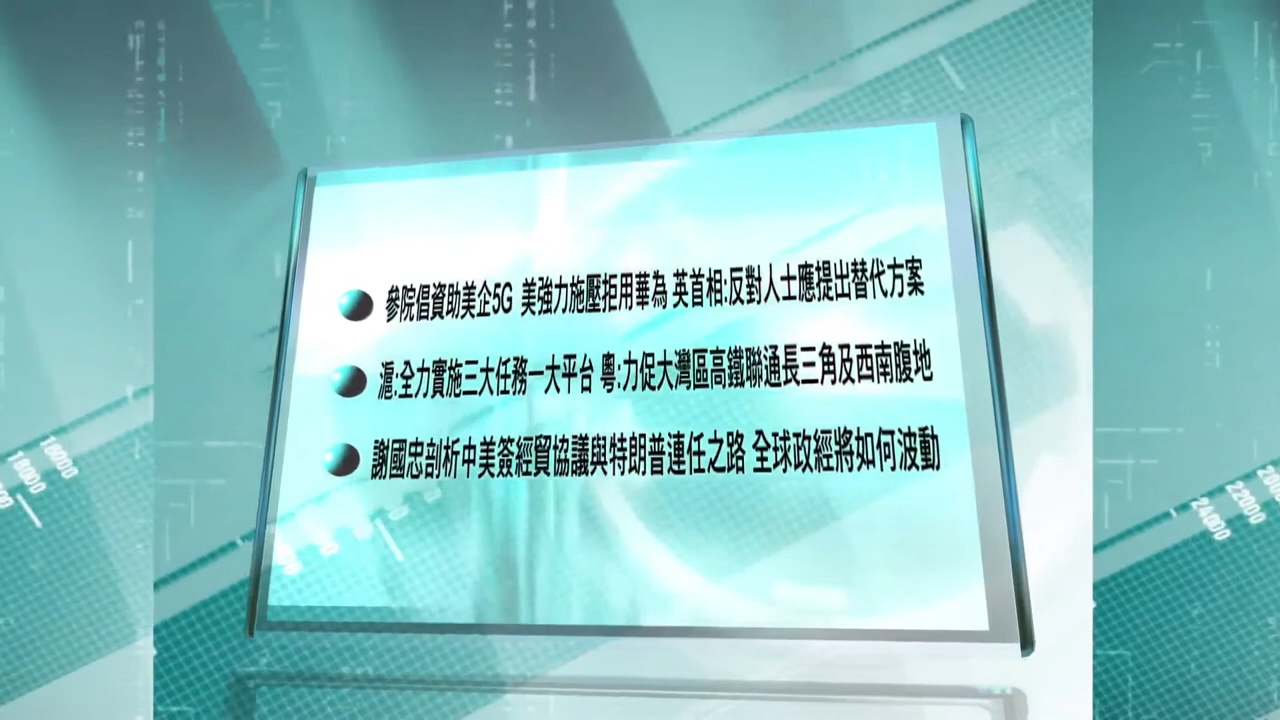 參院倡資助美企5G 美強力施壓拒用華為 英首相:反對人士應提出替代方案
滬:全力實施三大任務一大平台 粵:力促大灣區高鐵聯通長三角及西南腹地
謝國忠剖析中美簽經貿協議與特朗普連任之路 全球政經將如何波動
16000
18000
22000
24000